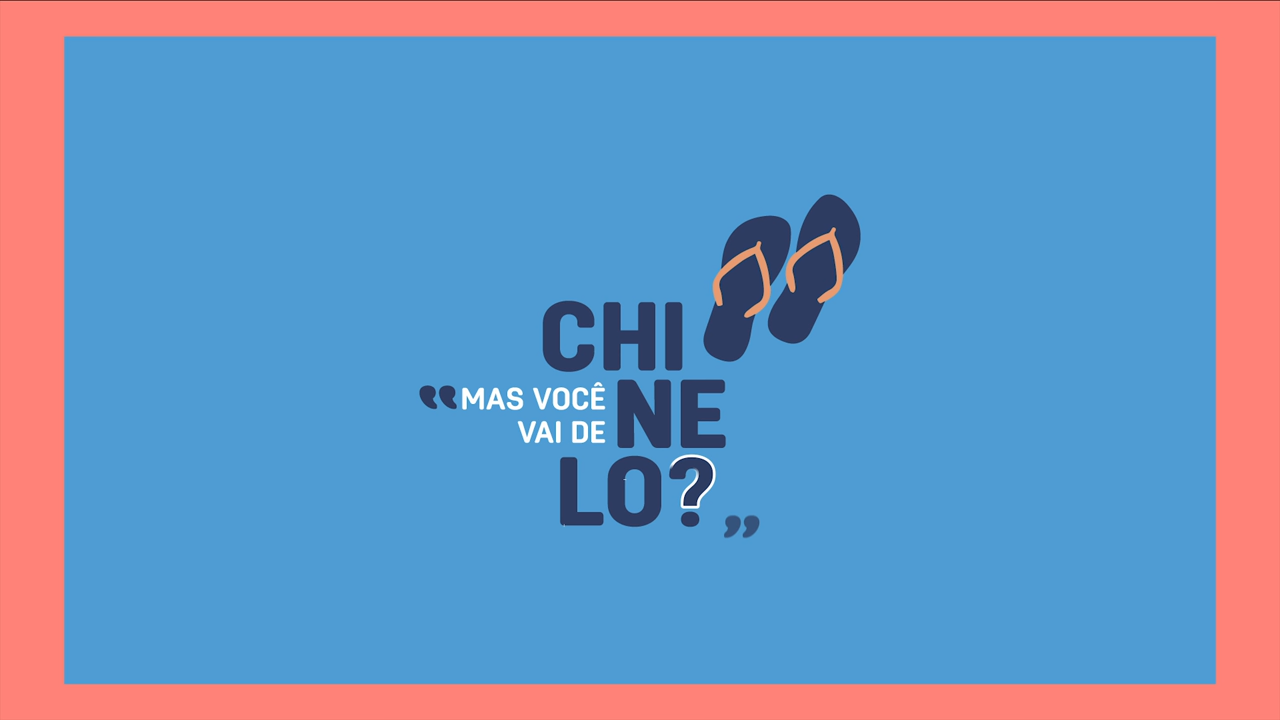 “MAS VOCÊ
VAI DE
CHI
NE
LO?”